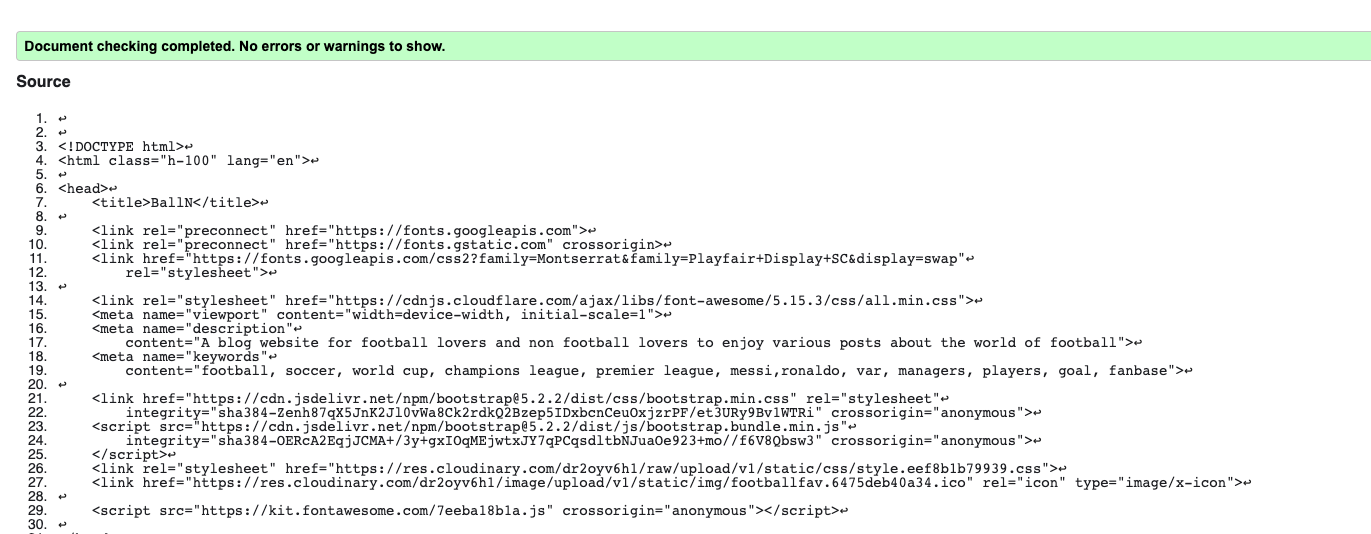 Document checking completed. No errors or warnings to show.
Source
1. ↩
2. ↩
3. <!DOCTYPE html>↩
4. <html class="h-100" lang="en">↩
5. ↩
6. <head>↩
7.     <title>BallN</title>↩
8. ↩
9.     <link rel="preconnect" href="https://fonts.googleapis.com">↩
10.     <link rel="preconnect" href="https://fonts.gstatic.com" crossorigin>↩
11.     <link href="https://fonts.googleapis.com/css2?family=Montserrat&family=Playfair+Display+SC&display=swap"↩
12.         rel="stylesheet">↩
13. ↩
14.     <link rel="stylesheet" href="https://cdnjs.cloudflare.com/ajax/libs/font-awesome/5.15.3/css/all.min.css">↩
15.     <meta name="viewport" content="width=device-width, initial-scale=1">↩
16.     <meta name="description"↩
17.         content="A blog website for football lovers and non football lovers to enjoy various posts about the world of football">↩
18.     <meta name="keywords"↩
19.         content="football, soccer, world cup, champions league, premier league, messi,ronaldo, var, managers, players, goal, fanbase">↩
20. ↩
21.     <link href="https://cdn.jsdelivr.net/npm/bootstrap@5.2.2/dist/css/bootstrap.min.css" rel="stylesheet"↩
22.         integrity="sha384-Zenh87qX5JnK2Jl0vWa8Ck2rdkQ2Bzep5IDxbcnCeuOxjzrPF/et3URy9Bv1WTRi" crossorigin="anonymous">↩
23.     <script src="https://cdn.jsdelivr.net/npm/bootstrap@5.2.2/dist/js/bootstrap.bundle.min.js"↩
24.         integrity="sha384-OERcA2EqjJCMA+/3y+gxIOqMEjwtxJY7qPCqsdltbNJuaOe923+mo//f6V8Qbsw3" crossorigin="anonymous">↩
25.     </script>↩
26.     <link rel="stylesheet" href="https://res.cloudinary.com/dr2oyv6h1/raw/upload/v1/static/css/style.eef8b1b79939.css">↩
27.     <link href="https://res.cloudinary.com/dr2oyv6h1/image/upload/v1/static/img/footballfav.6475deb40a34.ico" rel="icon" type="image/x-icon">↩
28. ↩
29.     <script src="https://kit.fontawesome.com/7eeba18b1a.js" crossorigin="anonymous"></script>↩
30. ↩